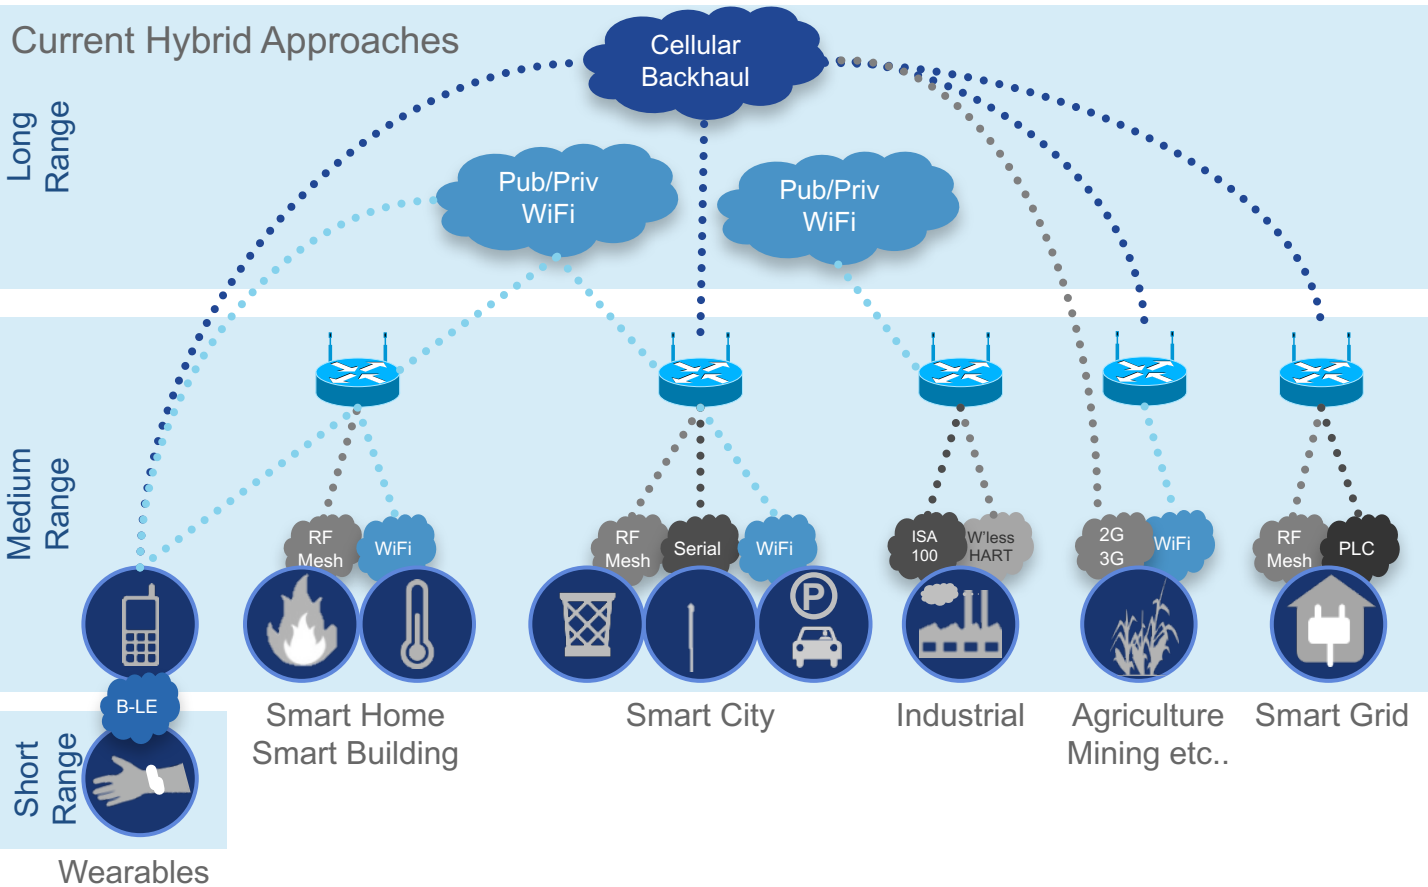 Current Hybrid Approaches
Cellular
Backhaul
Long
Range
Pub/Priv
WiFi
Pub/Priv
WiFi
Medium
Range
RF
Mesh
WiFi
RF
Mesh
Serial
WiFi
ISA
100
W'less
HART
2G
3G
WiFi
RF
Mesh
PLC
P
B-LE
Smart Home
Smart Building
Smart City
Industrial
Agriculture
Mining etc..
Smart Grid
Short
Range
Wearables